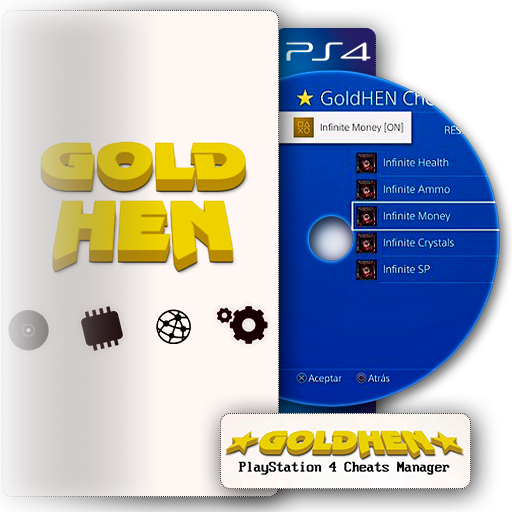 GOLD
HEN
PS4
★ GoldHEN Che
Infinite Money [ON]
RES
Infinite Health
Infinite Ammo
Infinite Money
Infinite Crystals
Infinite SP
Aceptar
Atrás
★GOLDHEN★
PlayStation 4 Cheats Manager